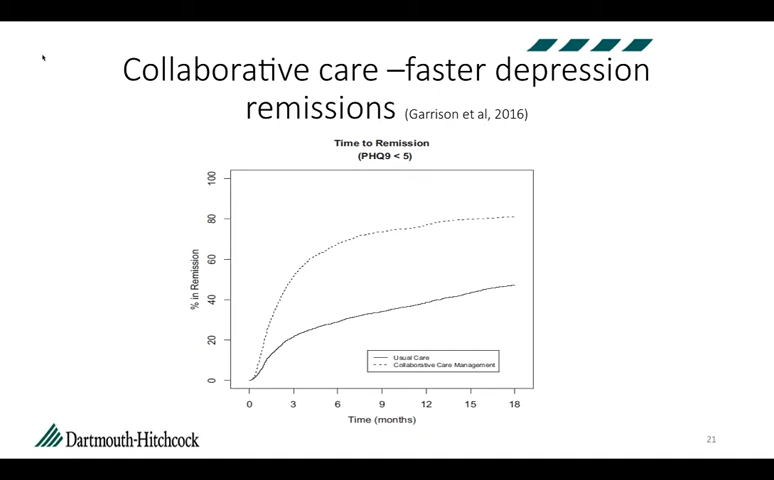 Collaborative care –faster depression
remissions (Garrison et al, 2016)
Time to Remission
(PHQ9 < 5)
100
80
60
40
20
0
% in Remission
Usual Care
Collaborative Care Management
0 3 6 9 12 15 18
Time (months)
Dartmouth-Hitchcock
21